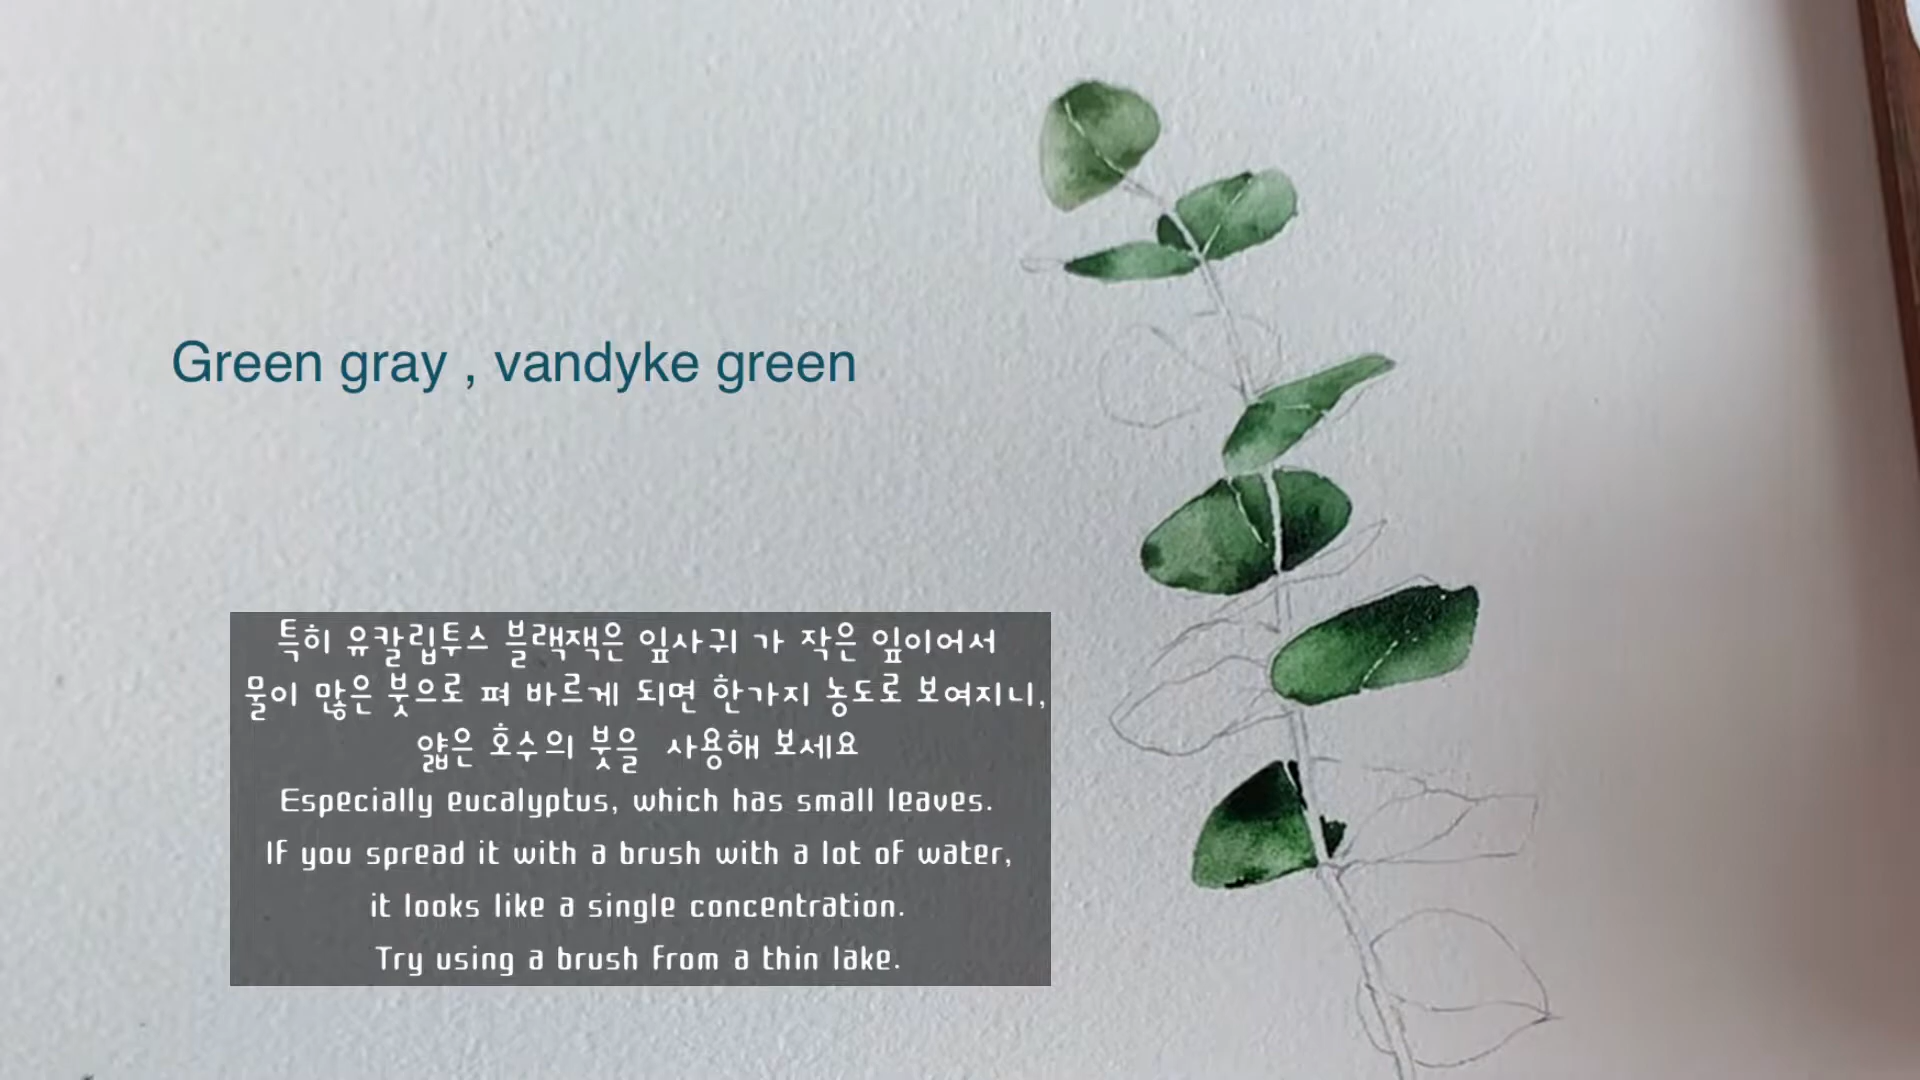 Green gray , vandyke green
특히 유칼립투스 블랙잭은 잎사귀 가 작은 잎이어서
물이 많은 붓으로 펴 바르게 되면 한가지 농도로 보여지니,
얇은 호수의 붓을 사용해 보세요
Especially eucalyptus, which has small leaves.
If you spread it with a brush with a lot of water,
it looks like a single concentration.
Try using a brush from a thin lake.